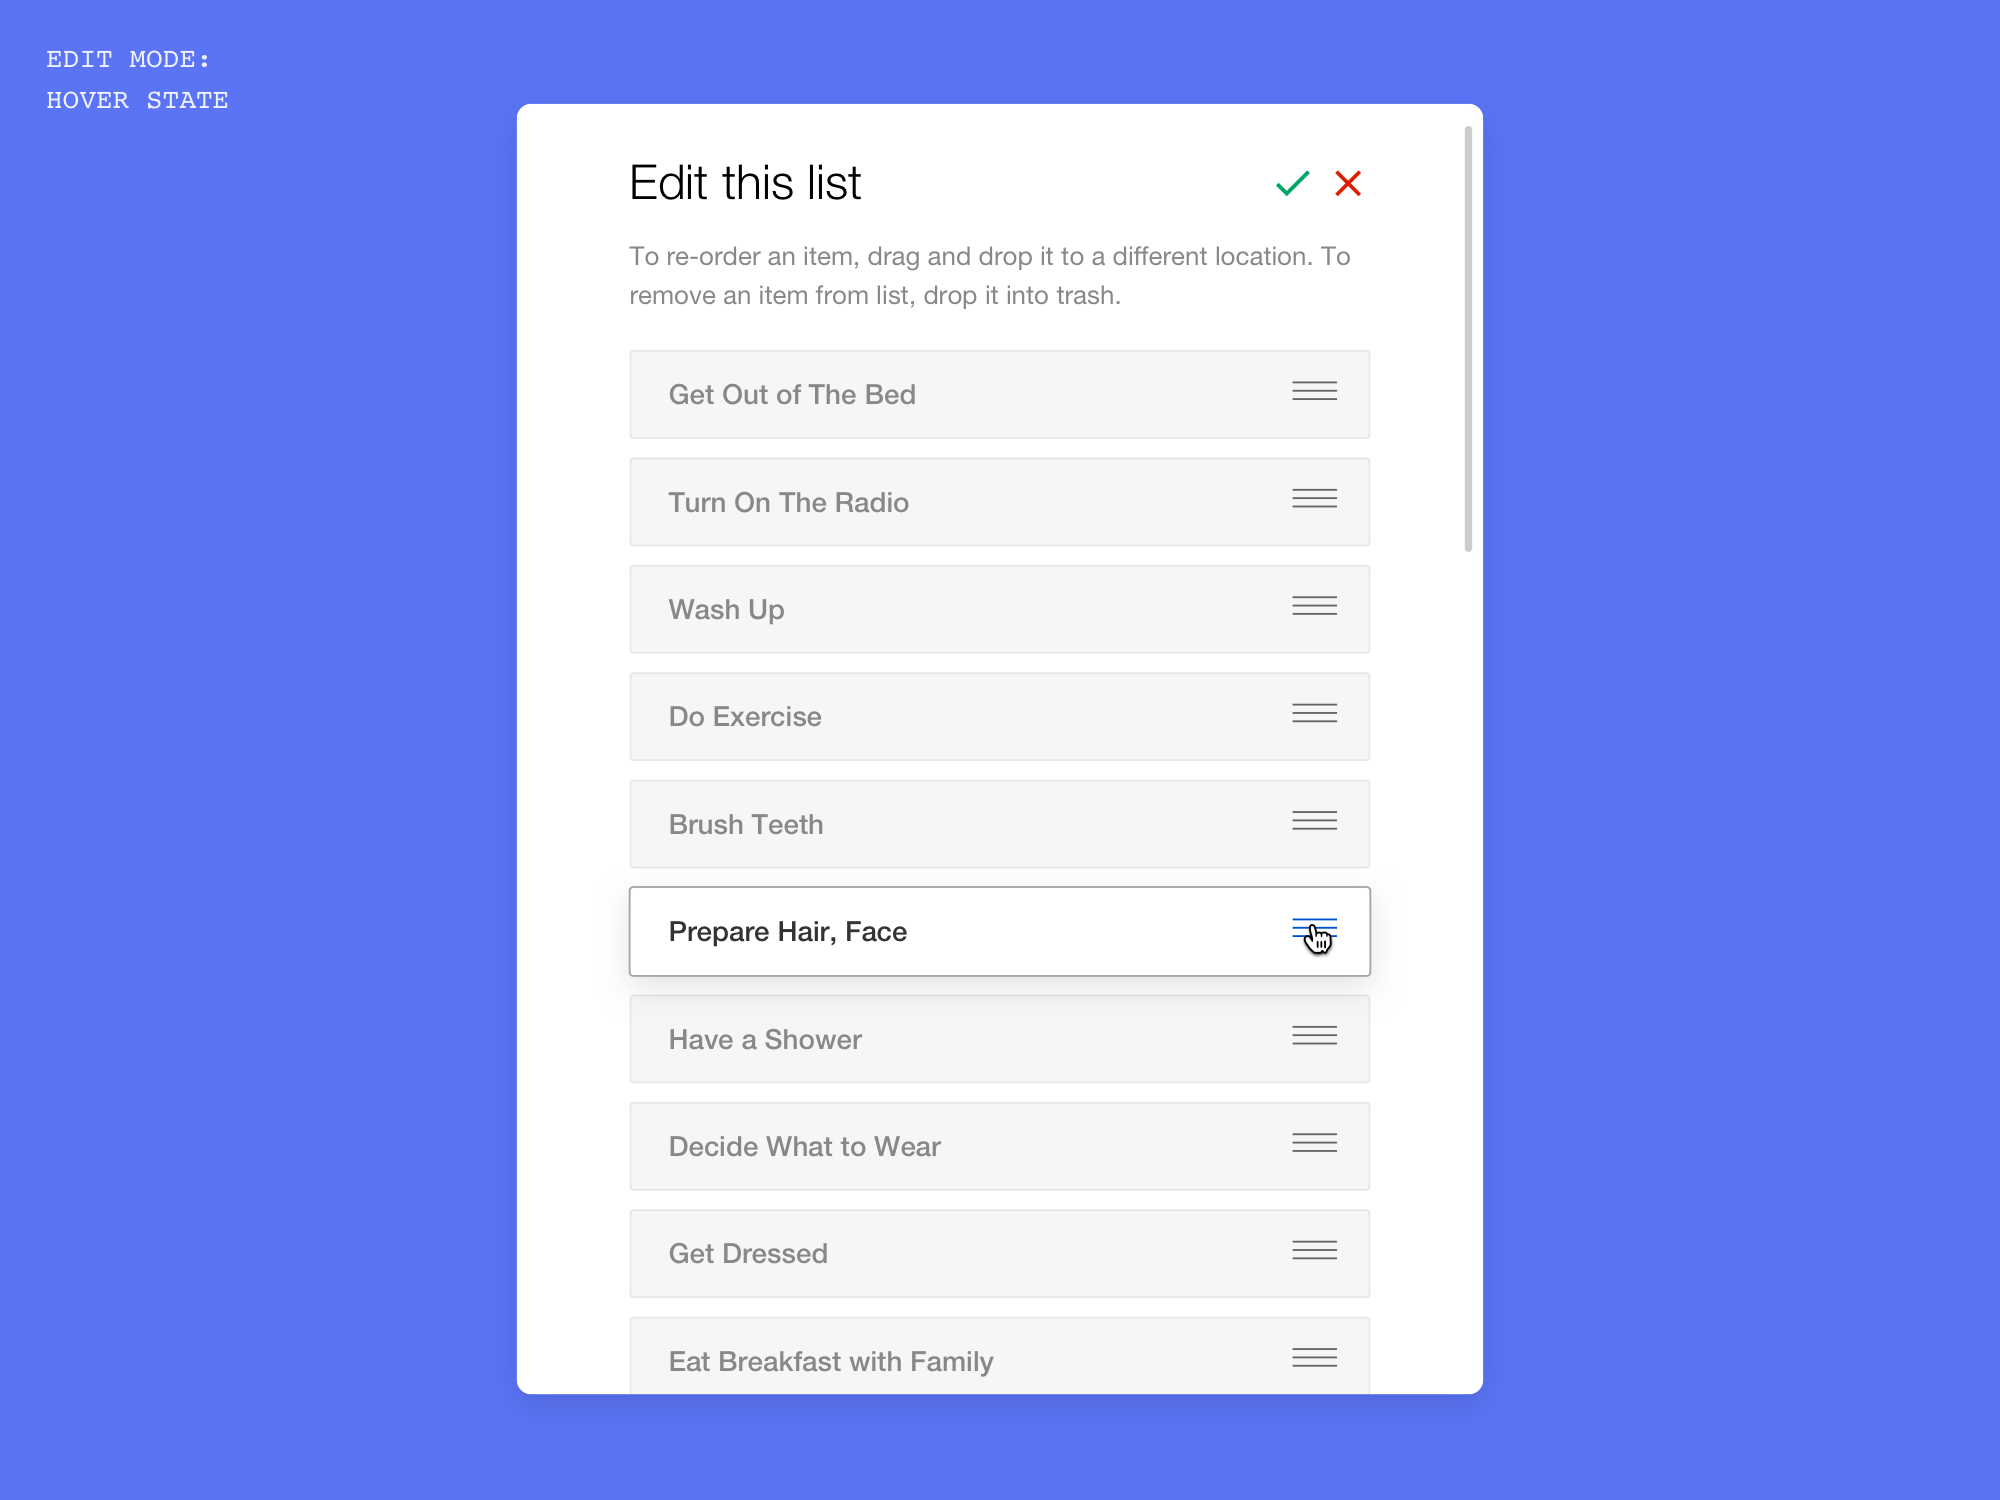 EDIT MODE:
HOVER STATE
Edit this list
To re-order an item, drag and drop it to a different location. To
remove an item from list, drop it into trash.
Get Out of The Bed
Turn On The Radio
Wash Up
Do Exercise
Brush Teeth
Prepare Hair, Face
Have a Shower
Decide What to Wear
Get Dressed
Eat Breakfast with Family